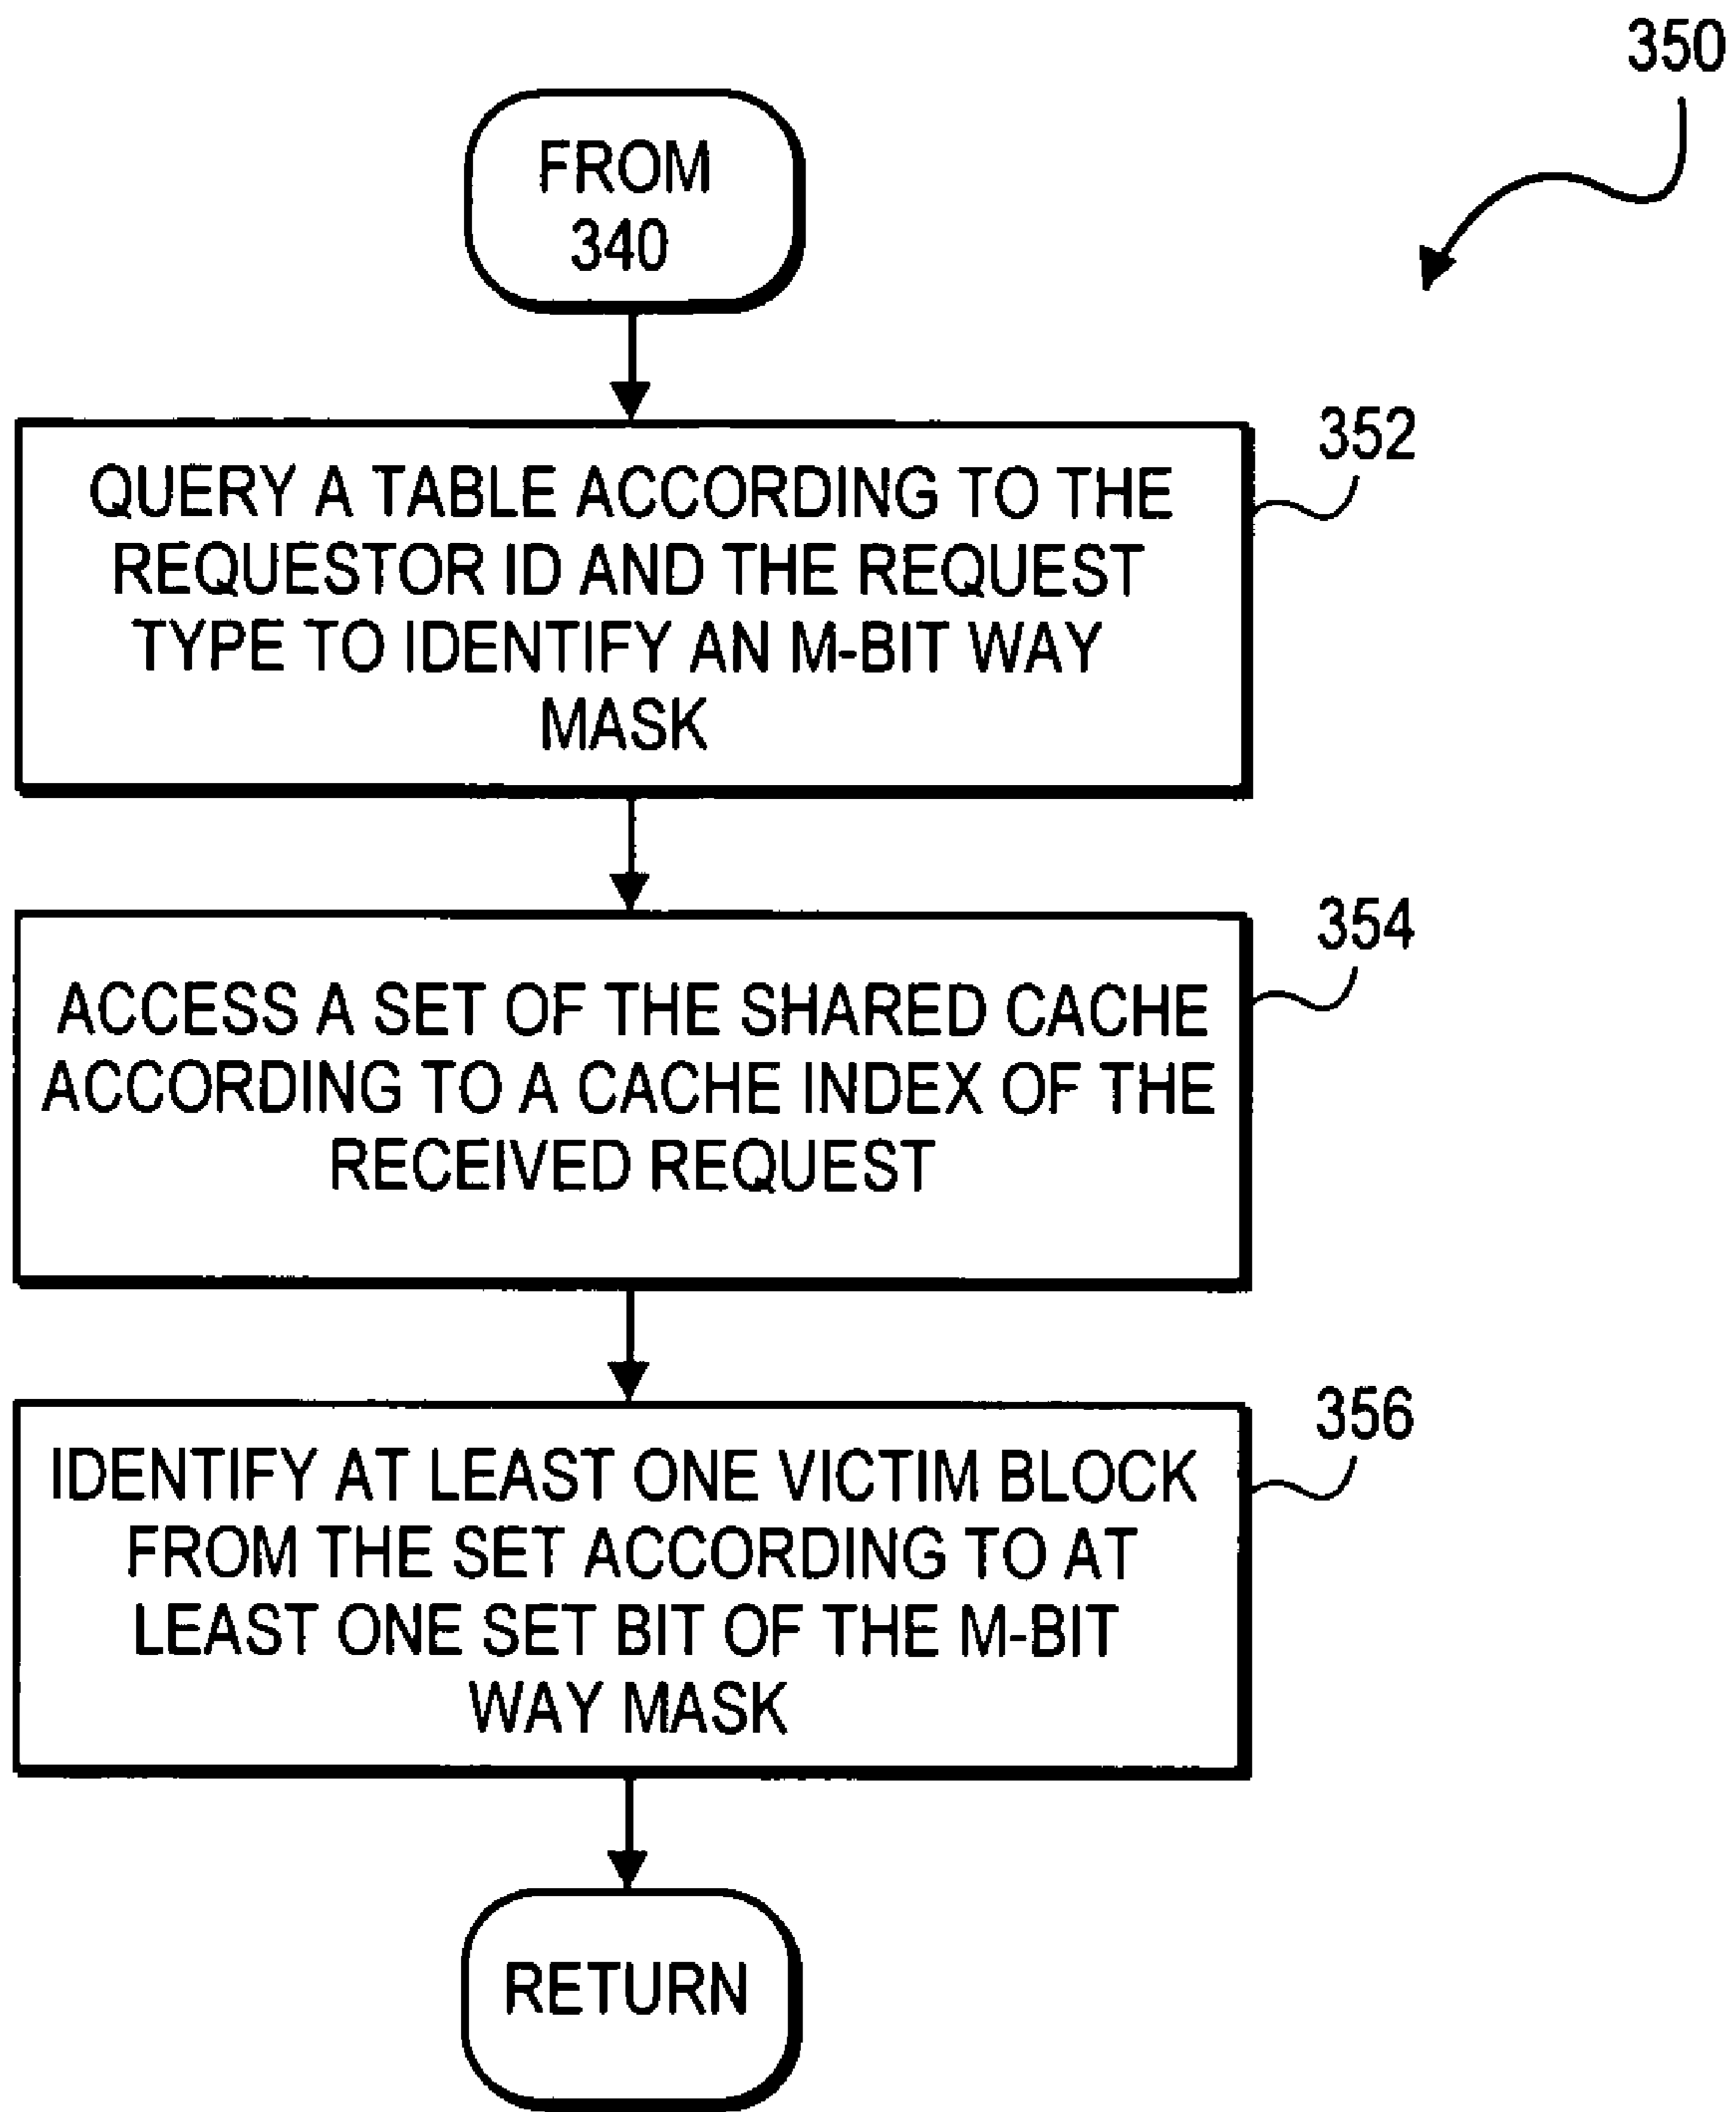 350
FROM
340
352
QUERY A TABLE ACCORDING TO THE
REQUESTOR ID AND THE REQUEST
TYPE TO IDENTIFY AN M-BIT WAY
MASK
354
ACCESS A SET OF THE SHARED CACHE
ACCORDING TO A CACHE INDEX OF THE
RECEIVED REQUEST
356
IDENTIFY AT LEAST ONE VICTIM BLOCK
FROM THE SET ACCORDING TO AT
LEAST ONE SET BIT OF THE M-BIT
WAY MASK
RETURN